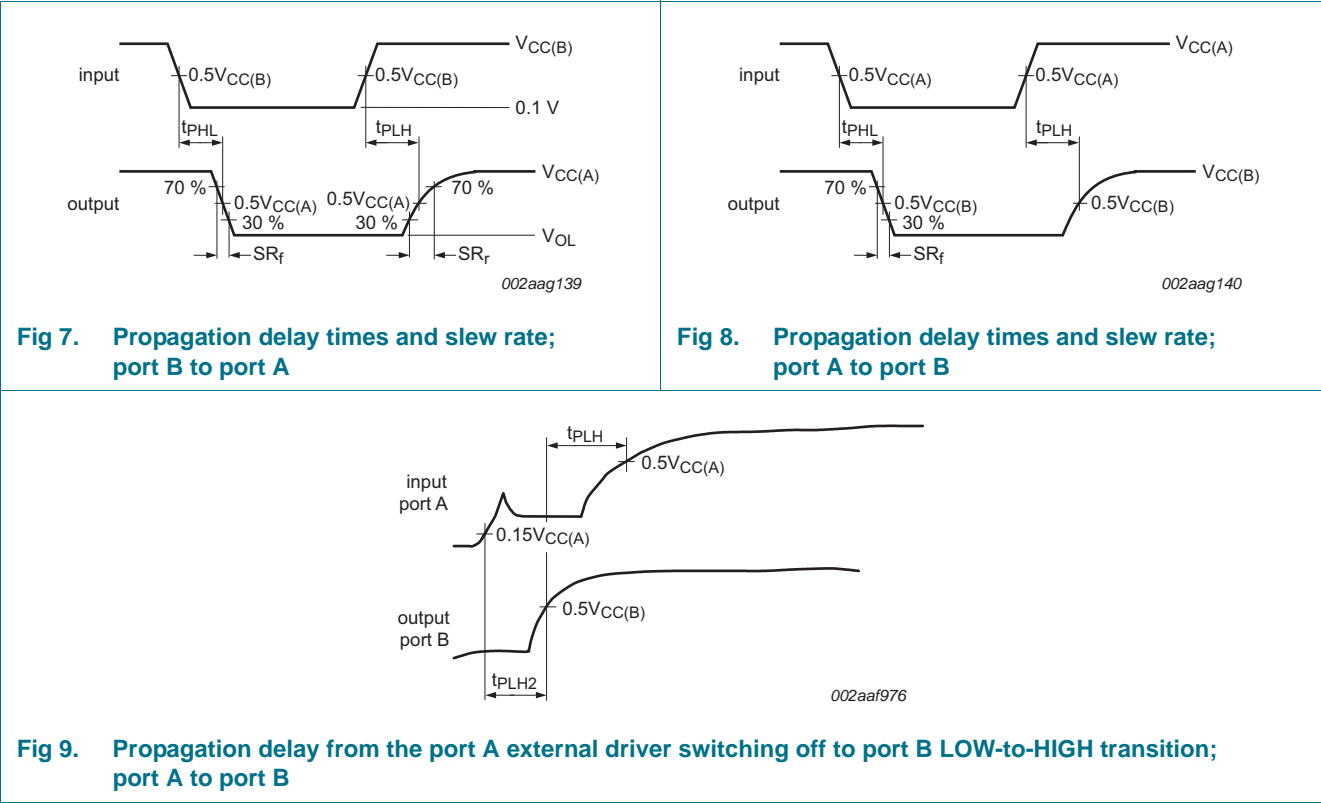 VCC(B)
input
0.5VCC(B)
0.5VCC(B)
0.1 V
tPHL
tPLH
VCC(A)
70 %
70 %
output
0.5VCC(A)
0.5VCC(A)
30 %
30 %
VOL
SRf
SRr
002aag139
Fig 7. Propagation delay times and slew rate;
port B to port A
VCC(A)
input
0.5VCC(A)
0.5VCC(A)
tPHL
tPLH
VCC(B)
70 %
output
0.5VCC(B)
0.5VCC(B)
30 %
SRf
002aag140
Fig 8. Propagation delay times and slew rate;
port A to port B
tPLH
0.5VCC(A)
input
port A
0.15VCC(A)
0.5VCC(B)
output
port B
tPLH2
002aaf976
Fig 9. Propagation delay from the port A external driver switching off to port B LOW-to-HIGH transition;
port A to port B